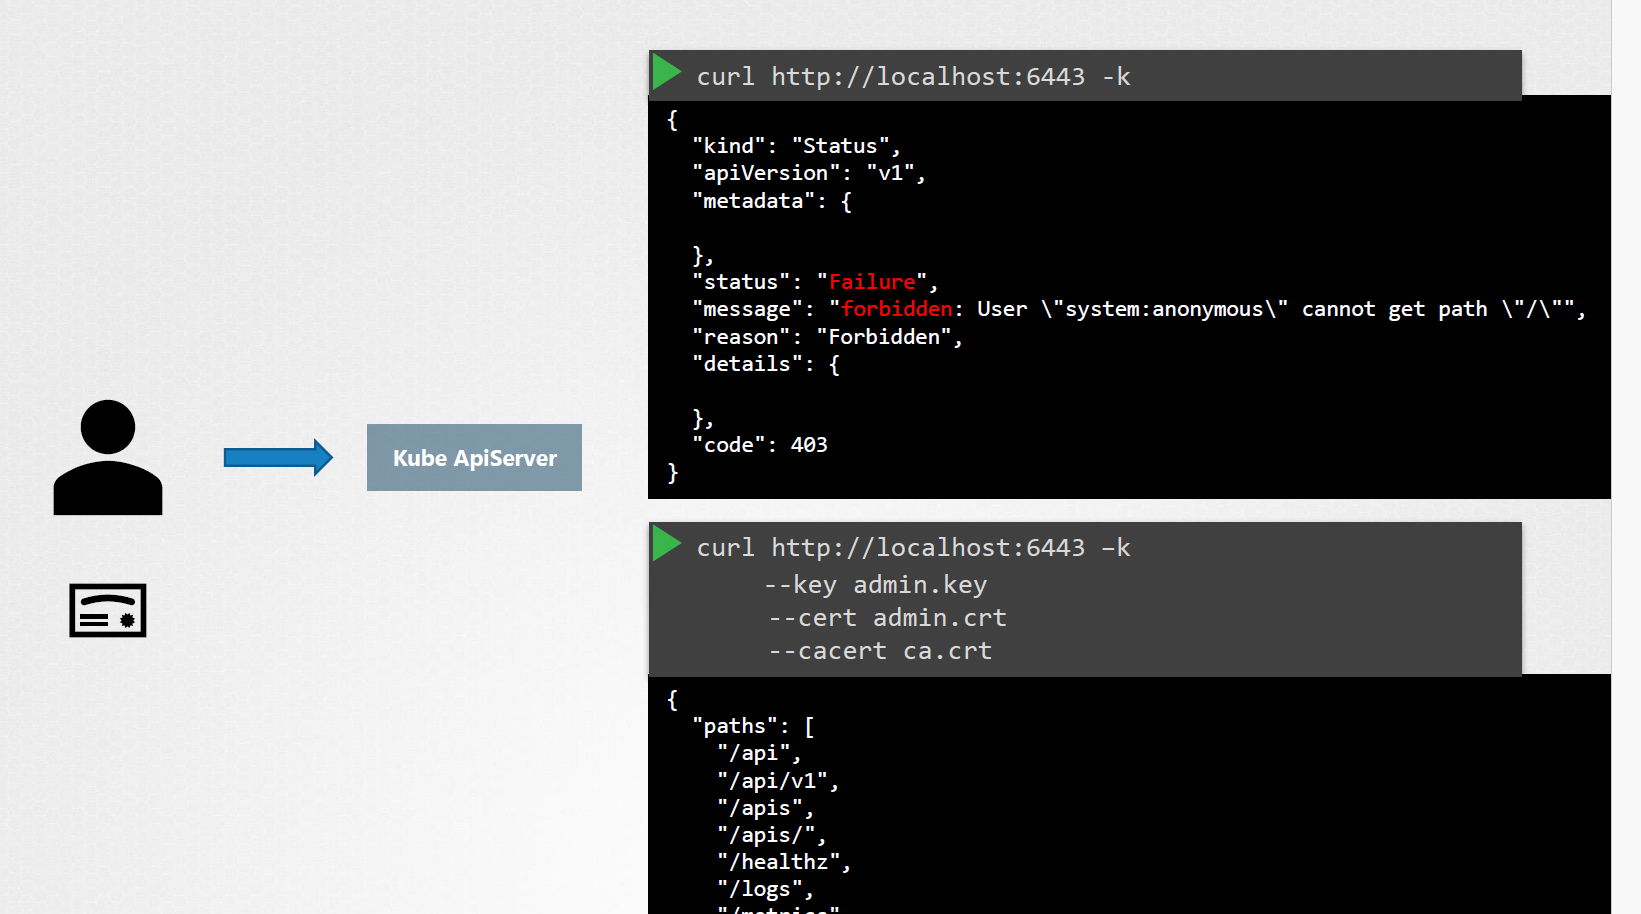 curl http://localhost:6443 -k
{
  "kind": "Status",
  "apiVersion": "v1",
  "metadata": {
  },
  "status": "Failure",
  "message": "forbidden: User \"system:anonymous\" cannot get path \"/\"",
  "reason": "Forbidden",
  "details": {
  },
  "code": 403
}
Kube ApiServer
curl http://localhost:6443 –k
--key admin.key
--cert admin.crt
--cacert ca.crt
{
  "paths": [
    "/api",
    "/api/v1",
    "/apis",
    "/apis/",
    "/healthz",
    "/logs",